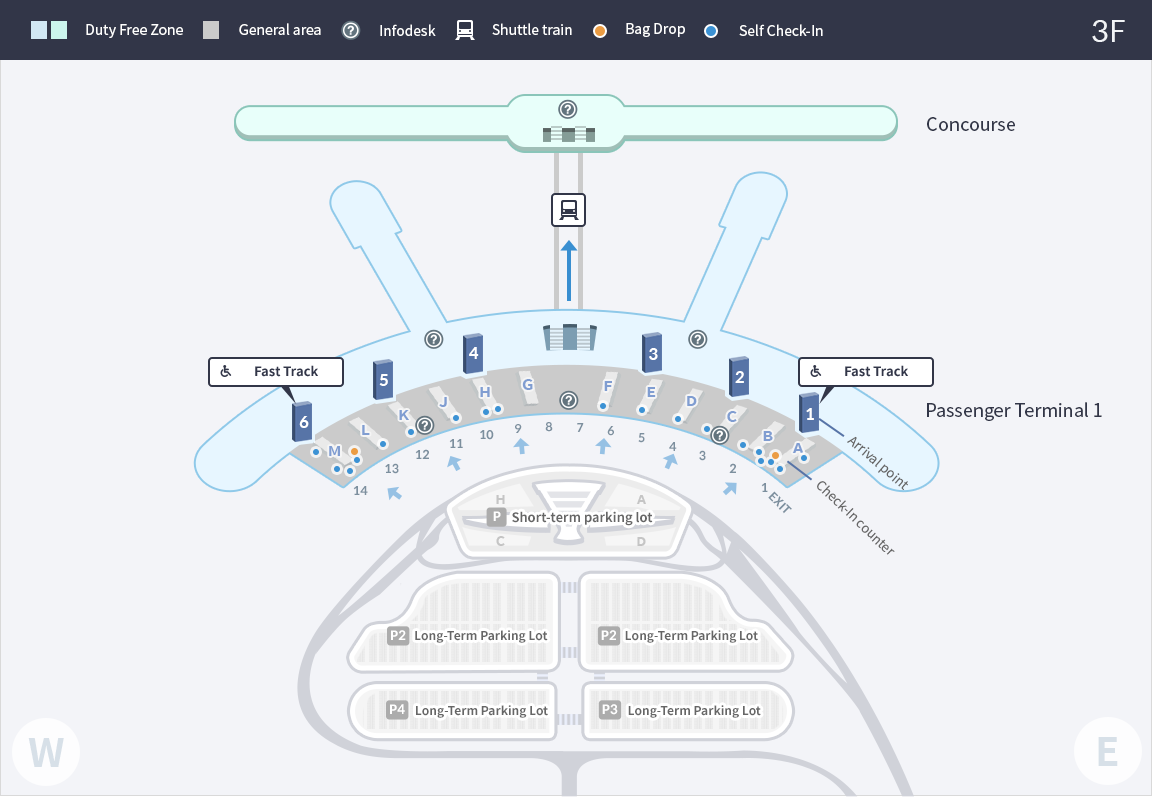 Duty Free Zone
General area
?
Infodesk
Shuttle train
Bag Drop
Self Check-In
3F
?
Concourse
?
?
4
3
5
2
Fast Track
Fast Track
6
1
Passenger Terminal 1
M
L
K
J
H
G
F
E
D
C
B
A
?
?
?
14
13
12
11
10
9
8
7
6
5
4
3
2
1
EXIT
Arrival point
Check-In counter
H
A
P Short-term parking lot
C
D
P2 Long-Term Parking Lot
P2 Long-Term Parking Lot
P4 Long-Term Parking Lot
P3 Long-Term Parking Lot
W
E